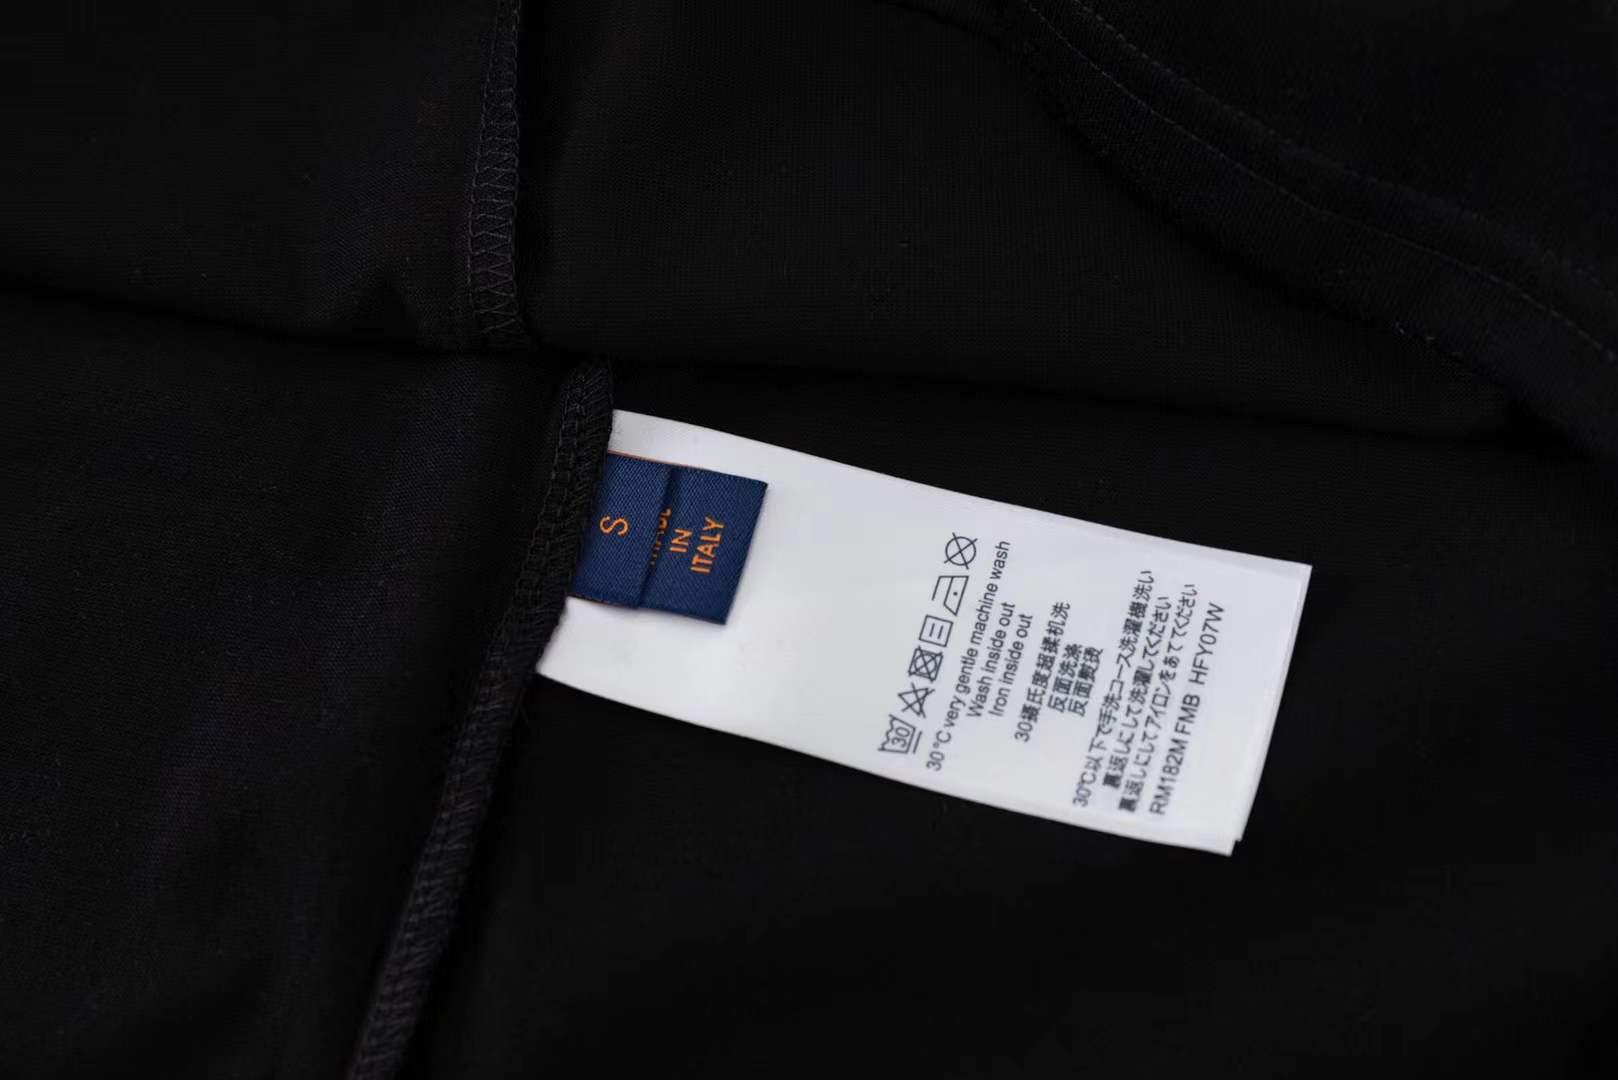 S
MADE
IN
ITALY
30
30°C very gentle machine wash
Wash inside out
Iron inside out
30摄氏度超揉机洗
反面洗涤
反面熨烫
30℃以下で手洗コース洗濯機洗い
裏返しにして洗濯してください
裏返しにしてアイロンをあててください
RM182M FMB HFY07W